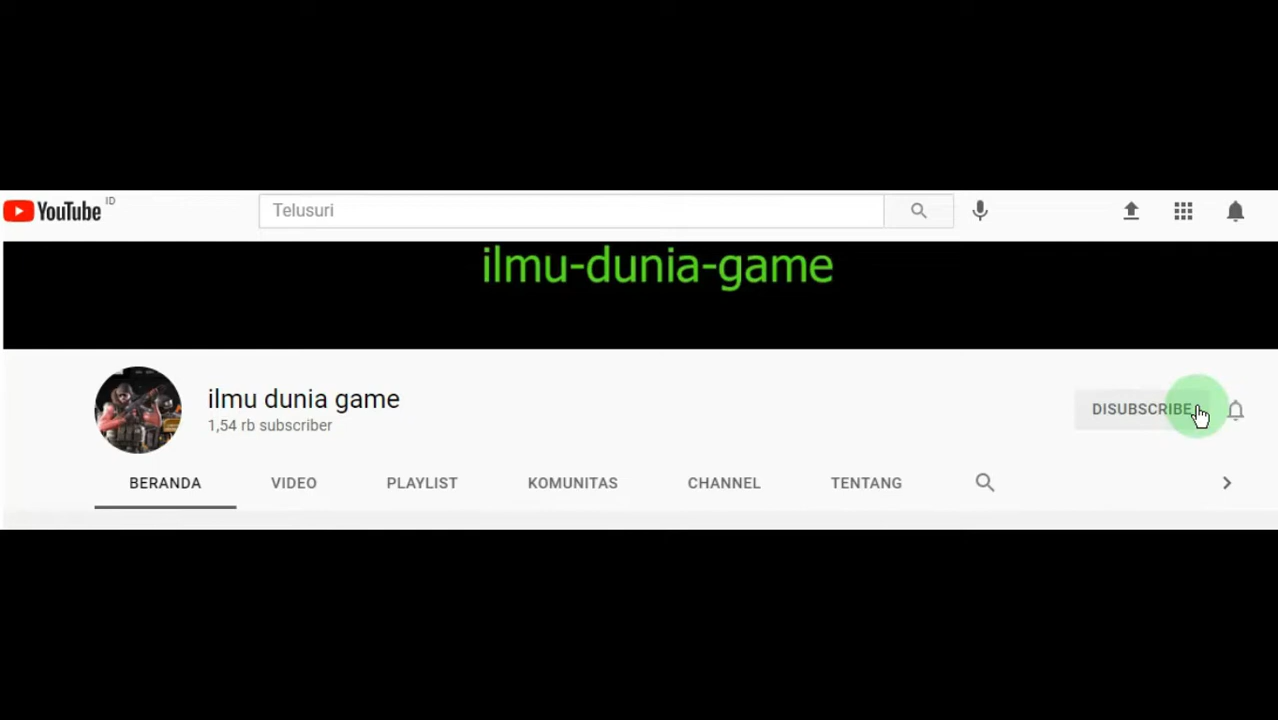 YouTube ID
Telusuri
ilmu-dunia-game
ilmu dunia game
1,54 rb subscriber
DISUBSCRIBE
BERANDA VIDEO PLAYLIST KOMUNITAS CHANNEL TENTANG